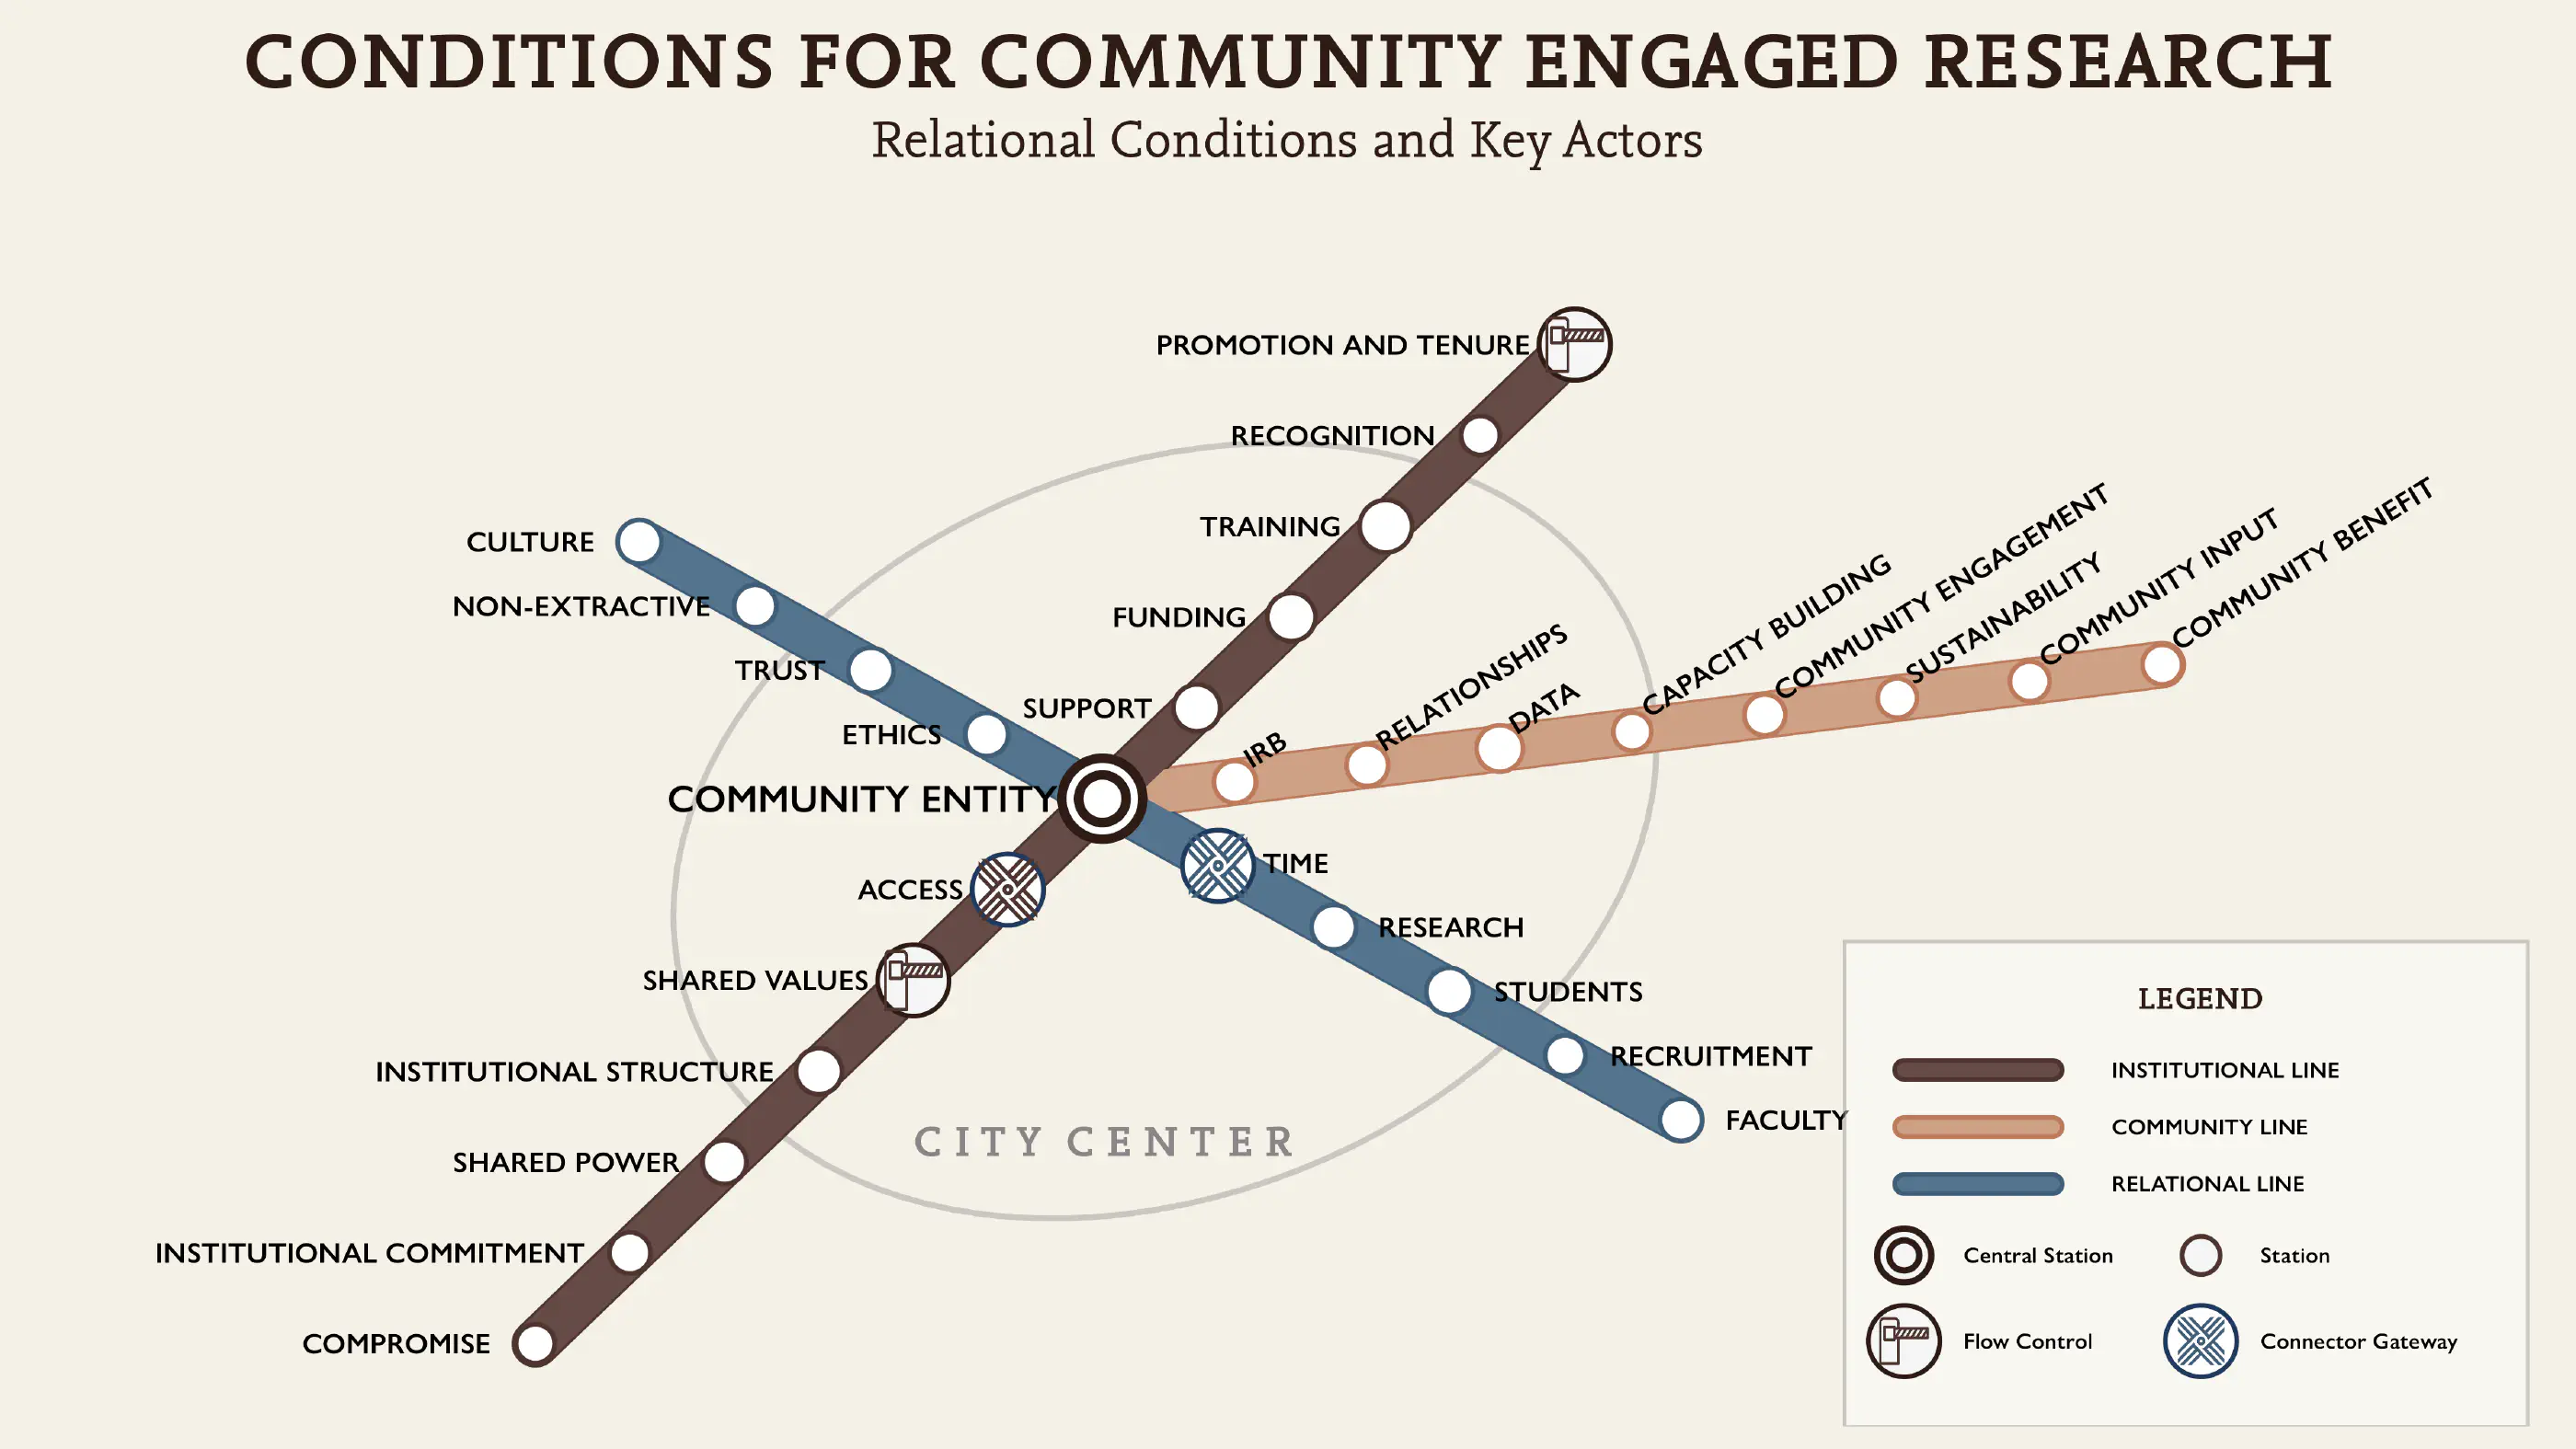 CONDITIONS FOR COMMUNITY ENGAGED RESEARCH
Relational Conditions and Key Actors
PROMOTION AND TENURE
RECOGNITION
TRAINING
FUNDING
SUPPORT
CULTURE
NON-EXTRACTIVE
TRUST
ETHICS
COMMUNITY ENTITY
IRB
RELATIONSHIPS
DATA
CAPACITY BUILDING
COMMUNITY ENGAGEMENT
SUSTAINABILITY
COMMUNITY INPUT
COMMUNITY BENEFIT
TIME
RESEARCH
STUDENTS
RECRUITMENT
FACULTY
ACCESS
SHARED VALUES
INSTITUTIONAL STRUCTURE
SHARED POWER
INSTITUTIONAL COMMITMENT
COMPROMISE
CITY CENTER
LEGEND
INSTITUTIONAL LINE
COMMUNITY LINE
RELATIONAL LINE
Central Station
Station
Flow Control
Connector Gateway